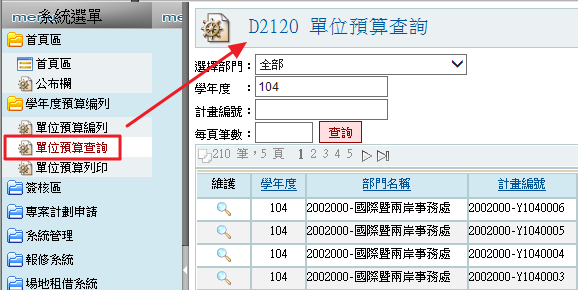 系統選單
menu
首頁區
首頁區
公布欄
學年度預算編列
單位預算編列
單位預算查詢
單位預算列印
簽核區
專案計劃申請
系統管理
報修系統
場地租借系統
me
D2120 單位預算查詢
選擇部門： 全部
學年度 ： 104
計畫編號：
每頁筆數： 查詢
210 筆，5 頁 1 2 3 4 5
維護 學年度 部門名稱 計畫編號
104 2002000-國際暨兩岸事務處 2002000-Y1040006
104 2002000-國際暨兩岸事務處 2002000-Y1040005
104 2002000-國際暨兩岸事務處 2002000-Y1040004
104 2002000-國際暨兩岸事務處 2002000-Y1040003